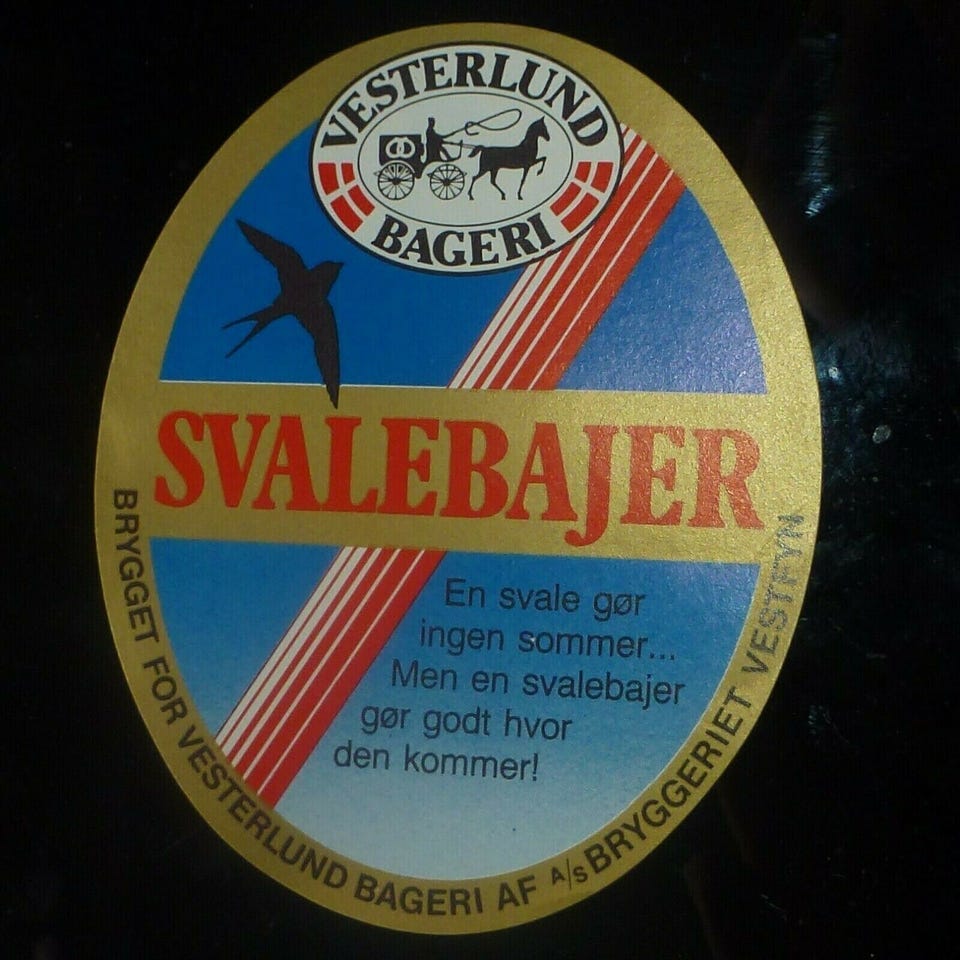 VESTERLUND
BAGERI
SVALEBAJER
En svale gør
ingen sommer...
Men en svalebajer
gør godt hvor
den kommer!
BRYGGET FOR VESTERLUND BAGERI AF A/S BRYGGERIET VESTFYN